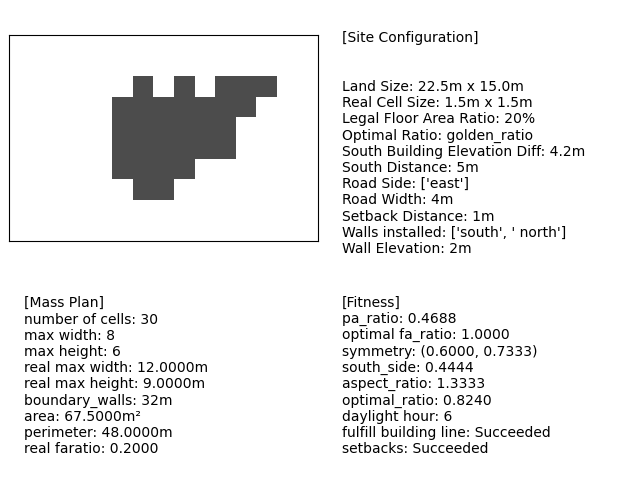 [Site Configuration]
Land Size: 22.5m x 15.0m
Real Cell Size: 1.5m x 1.5m
Legal Floor Area Ratio: 20%
Optimal Ratio: golden_ratio
South Building Elevation Diff: 4.2m
South Distance: 5m
Road Side: ['east']
Road Width: 4m
Setback Distance: 1m
Walls installed: ['south', ' north']
Wall Elevation: 2m
[Mass Plan]
number of cells: 30
max width: 8
max height: 6
real max width: 12.0000m
real max height: 9.0000m
boundary_walls: 32m
area: 67.5000m²
perimeter: 48.0000m
real faratio: 0.2000
[Fitness]
pa_ratio: 0.4688
optimal fa_ratio: 1.0000
symmetry: (0.6000, 0.7333)
south_side: 0.4444
aspect_ratio: 1.3333
optimal_ratio: 0.8240
daylight hour: 6
fulfill building line: Succeeded
setbacks: Succeeded